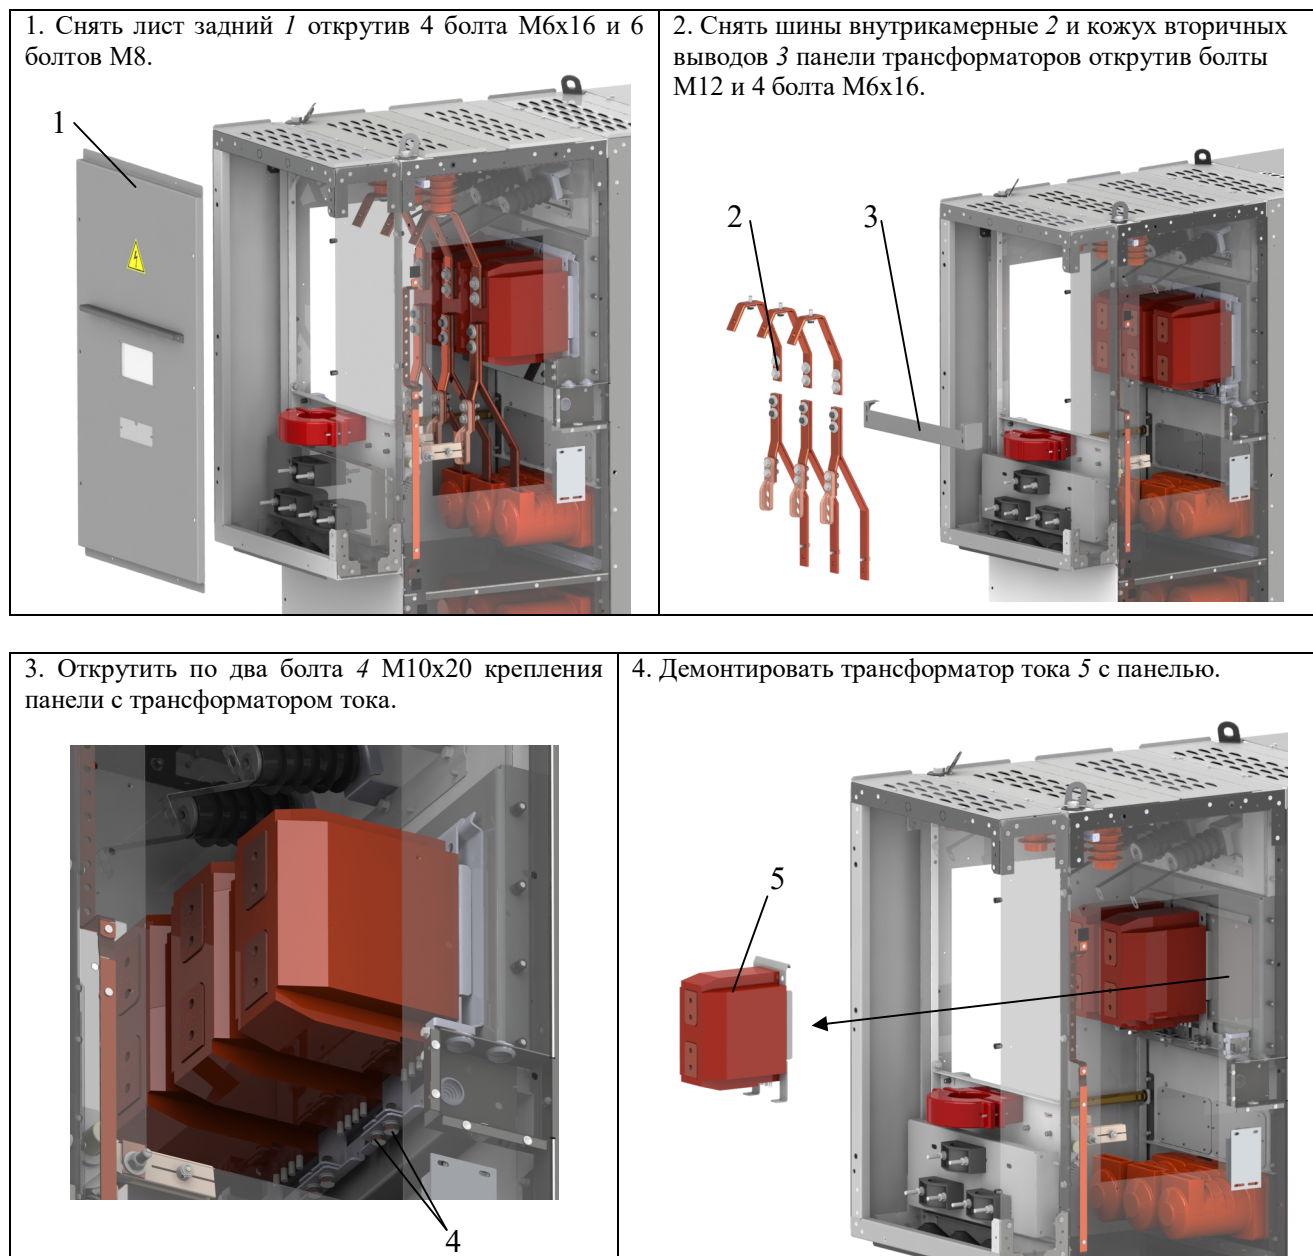 1. Снять лист задний 1 открутив 4 болта М6х16 и 6
болтов М8.
1
2. Снять шины внутрикамерные 2 и кожух вторичных
выводов 3 панели трансформаторов открутив болты
М12 и 4 болта М6х16.
2
3
3. Открутить по два болта 4 М10х20 крепления
панели с трансформатором тока.
4
4. Демонтировать трансформатор тока 5 с панелью.
5